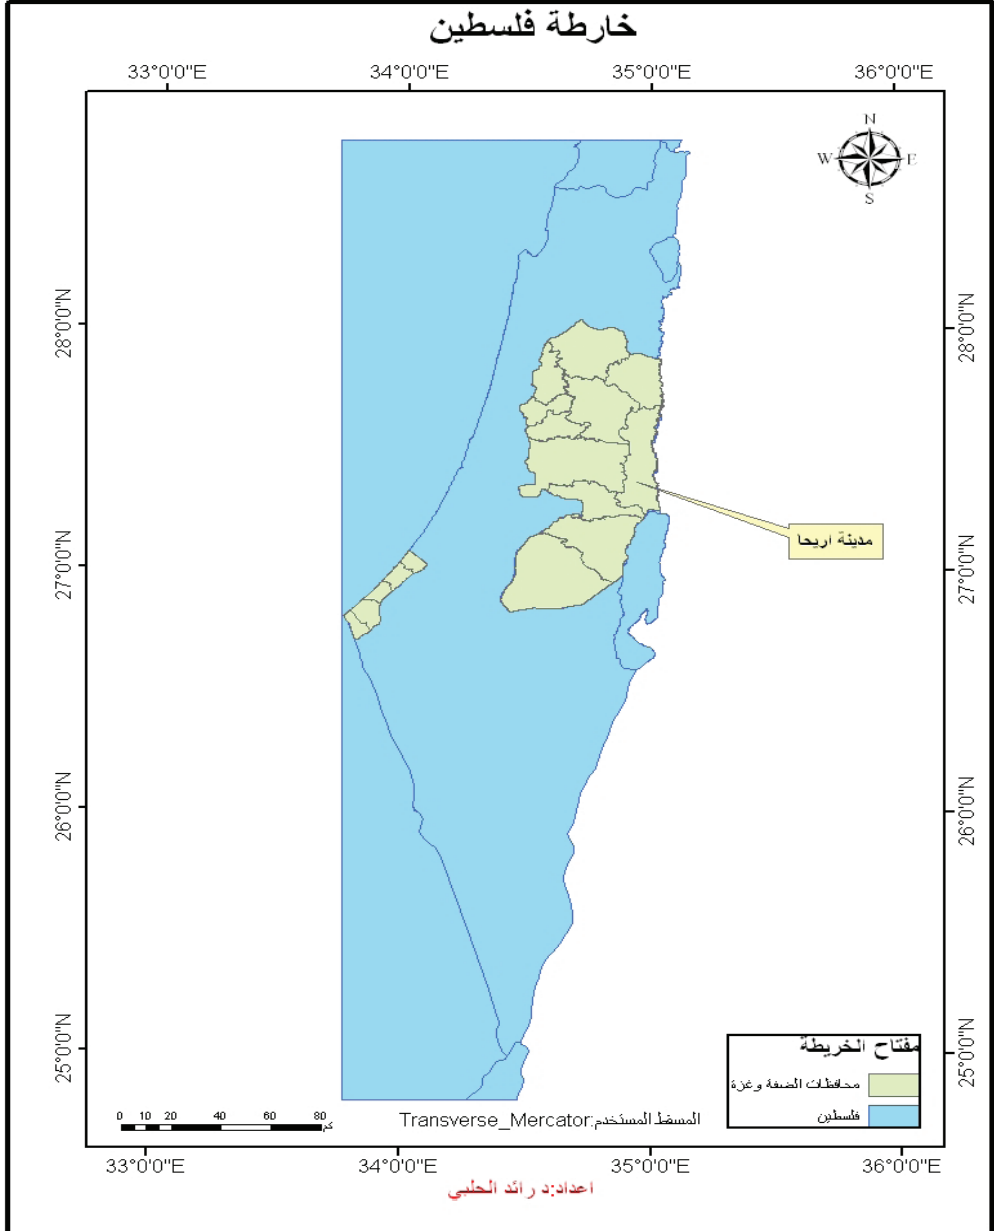 خارطة فلسطين
33°0'0"E 34°0'0"E 35°0'0"E 36°0'0"E
N
W E
S
28°0'0"N 28°0'0"N
مدينة اريحا
27°0'0"N 27°0'0"N
26°0'0"N 26°0'0"N
25°0'0"N 25°0'0"N
مفتاح الخريطة
محافظات الضفة وغزة
فلسطين
0 10 20 40 60 80
كم
المسقط المستخدم:Transverse_Mercator
33°0'0"E 34°0'0"E 35°0'0"E 36°0'0"E
اعداد:د رائد الحلبي